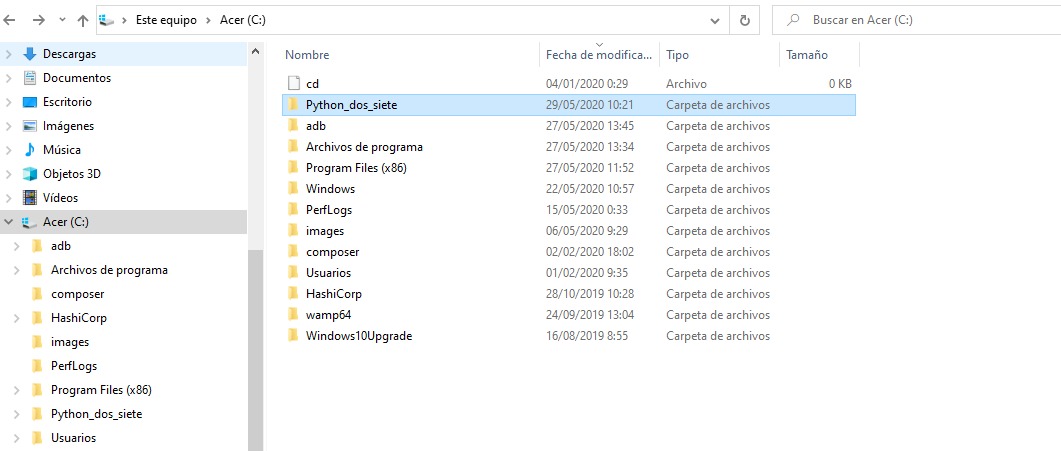 Este equipo > Acer (C:)
Buscar en Acer (C:)
Descargas
Documentos
Escritorio
Imágenes
Música
Objetos 3D
Vídeos
Acer (C:)
adb
Archivos de programa
composer
HashiCorp
images
PerfLogs
Program Files (x86)
Python_dos_siete
Usuarios
Nombre Fecha de modifica... Tipo Tamaño
cd 04/01/2020 0:29 Archivo 0 KB
Python_dos_siete 29/05/2020 10:21 Carpeta de archivos
adb 27/05/2020 13:45 Carpeta de archivos
Archivos de programa 27/05/2020 13:34 Carpeta de archivos
Program Files (x86) 27/05/2020 11:52 Carpeta de archivos
Windows 22/05/2020 10:57 Carpeta de archivos
PerfLogs 15/05/2020 0:33 Carpeta de archivos
images 06/05/2020 9:29 Carpeta de archivos
composer 02/02/2020 18:02 Carpeta de archivos
Usuarios 01/02/2020 9:35 Carpeta de archivos
HashiCorp 28/10/2019 10:28 Carpeta de archivos
wamp64 24/09/2019 13:04 Carpeta de archivos
Windows10Upgrade 16/08/2019 8:55 Carpeta de archivos